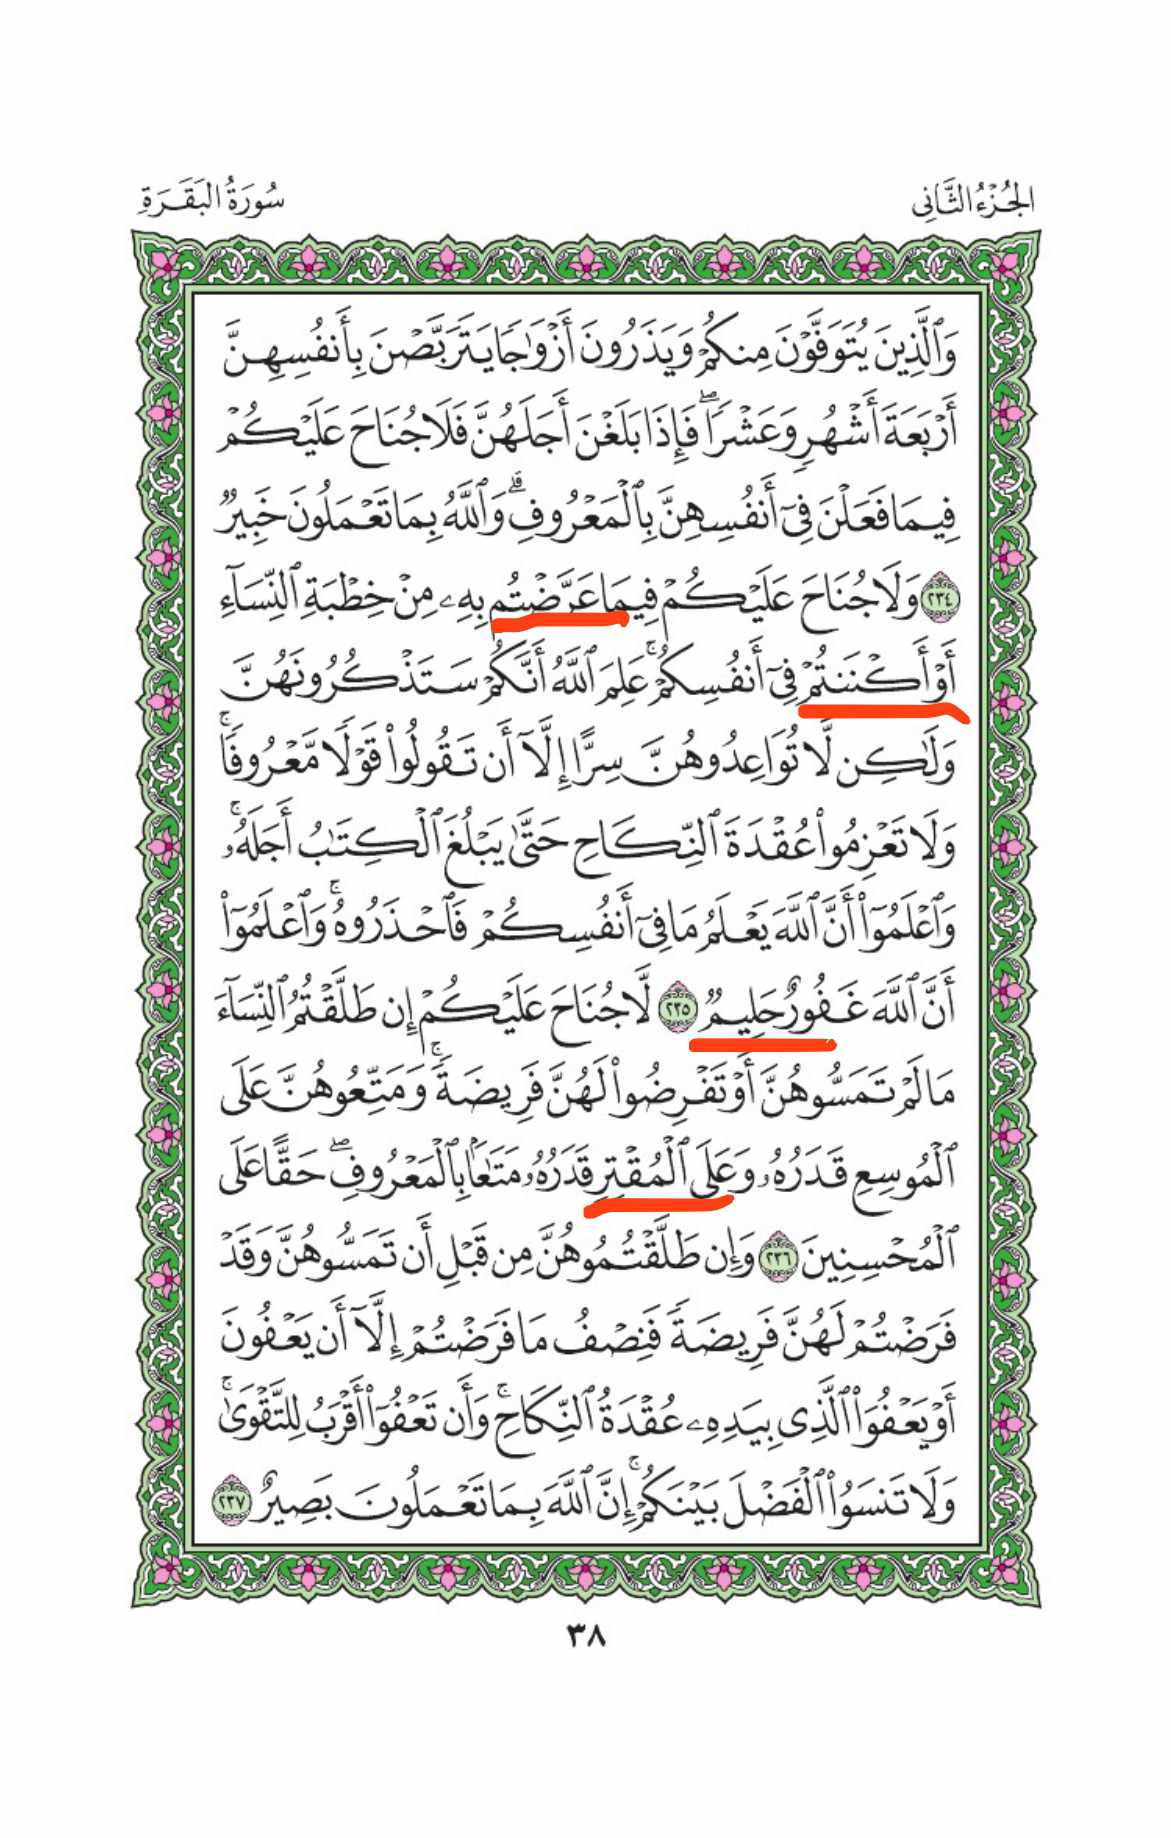 الجُزْءُ الثَّانِي
سُورَةُ البَقَرَةِ
وَٱلَّذِينَ يُتَوَفَّوْنَ مِنكُمْ وَيَذَرُونَ أَزْوَٰجًا يَتَرَبَّصْنَ بِأَنفُسِهِنَّ
أَرْبَعَةَ أَشْهُرٍ وَعَشْرًا ۖ فَإِذَا بَلَغْنَ أَجَلَهُنَّ فَلَا جُنَاحَ عَلَيْكُمْ
فِيمَا فَعَلْنَ فِىٓ أَنفُسِهِنَّ بِٱلْمَعْرُوفِ ۗ وَٱللَّهُ بِمَا تَعْمَلُونَ خَبِيرٌ
٢٣٤ وَلَا جُنَاحَ عَلَيْكُمْ فِيمَا عَرَّضْتُم بِهِۦ مِنْ خِطْبَةِ ٱلنِّسَآءِ
أَوْ أَكْنَنتُمْ فِىٓ أَنفُسِكُمْ ۚ عَلِمَ ٱللَّهُ أَنَّكُمْ سَتَذْكُرُونَهُنَّ
وَلَٰكِن لَّا تُوَاعِدُوهُنَّ سِرًّا إِلَّآ أَن تَقُولُوا۟ قَوْلًا مَّعْرُوفًا ۚ
وَلَا تَعْزِمُوا۟ عُقْدَةَ ٱلنِّكَاحِ حَتَّىٰ يَبْلُغَ ٱلْكِتَٰبُ أَجَلَهُۥ ۚ
وَٱعْلَمُوٓا۟ أَنَّ ٱللَّهَ يَعْلَمُ مَا فِىٓ أَنفُسِكُمْ فَٱحْذَرُوهُ ۚ وَٱعْلَمُوٓا۟
أَنَّ ٱللَّهَ غَفُورٌ حَلِيمٌ ٢٣٥ لَّا جُنَاحَ عَلَيْكُمْ إِن طَلَّقْتُمُ ٱلنِّسَآءَ
مَا لَمْ تَمَسُّوهُنَّ أَوْ تَفْرِضُوا۟ لَهُنَّ فَرِيضَةً ۚ وَمَتِّعُوهُنَّ عَلَى
ٱلْمُوسِعِ قَدَرُهُۥ وَعَلَى ٱلْمُقْتِرِ قَدَرُهُۥ مَتَٰعًۢا بِٱلْمَعْرُوفِ ۖ حَقًّا عَلَى
ٱلْمُحْسِنِينَ ٢٣٦ وَإِن طَلَّقْتُمُوهُنَّ مِن قَبْلِ أَن تَمَسُّوهُنَّ وَقَدْ
فَرَضْتُمْ لَهُنَّ فَرِيضَةً فَنِصْفُ مَا فَرَضْتُمْ إِلَّآ أَن يَعْفُونَ
أَوْ يَعْفُوَا۟ ٱلَّذِى بِيَدِهِۦ عُقْدَةُ ٱلنِّكَاحِ ۚ وَأَن تَعْفُوٓا۟ أَقْرَبُ لِلتَّقْوَىٰ ۚ
وَلَا تَنسَوُا۟ ٱلْفَضْلَ بَيْنَكُمْ ۚ إِنَّ ٱللَّهَ بِمَا تَعْمَلُونَ بَصِيرٌ ٢٣٧
٣٨